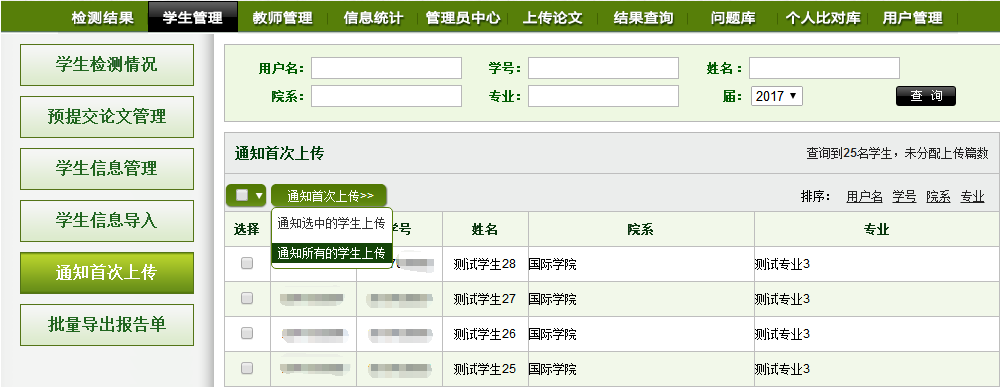 检测结果 学生管理 教师管理 信息统计 管理员中心 上传论文 结果查询 问题库 个人比对库 用户管理
学生检测情况
预提交论文管理
学生信息管理
学生信息导入
通知首次上传
批量导出报告单
用户名: 学号: 姓名:
院系: 专业: 届: 2017 查 询
通知首次上传 查询到25名学生，未分配上传篇数
通知首次上传>> 排序： 用户名 学号 院系 专业
通知选中的学生上传
通知所有的学生上传
选择 号 姓名 院系 专业
测试学生28 国际学院 测试专业3
测试学生27 国际学院 测试专业3
测试学生26 国际学院 测试专业3
测试学生25 国际学院 测试专业3